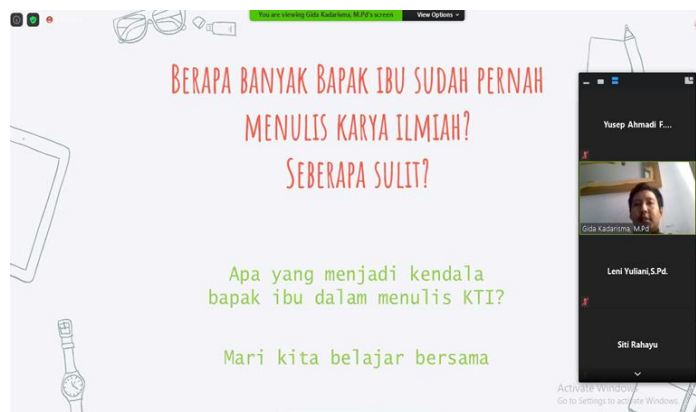 You are viewing Gida Kadarisma, M.Pd's screen
View Options
BERAPA BANYAK BAPAK IBU SUDAH PERNAH
MENULIS KARYA ILMIAH?
SEBERAPA SULIT?
Apa yang menjadi kendala
bapak ibu dalam menulis KTI?
Mari kita belajar bersama
Yusep Ahmadi F....
Gida Kadarisma, M.Pd
Leni Yuliani,S.Pd.
Siti Rahayu
Activate Windows
Go to Settings to activate Windows.